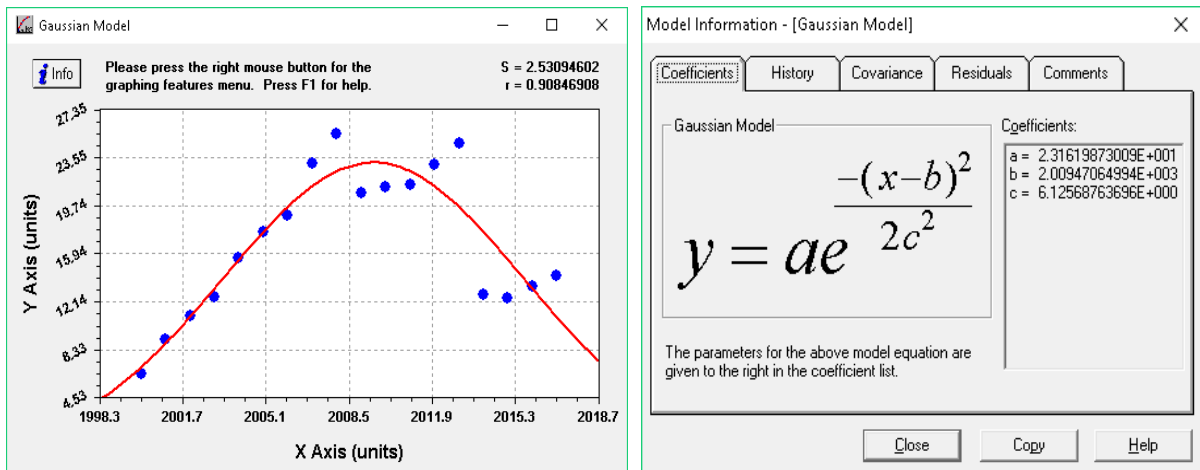 Gaussian Model
Info
Please press the right mouse button for the
graphing features menu. Press F1 for help.
S = 2.53094602
r = 0.90846908
Y Axis (units)
27.35
23.55
19.74
15.94
12.14
8.33
4.53
1998.3 2001.7 2005.1 2008.5 2011.9 2015.3 2018.7
X Axis (units)
Model Information - [Gaussian Model]
Coefficients History Covariance Residuals Comments
Gaussian Model
y = ae^(-(x-b)²/2c²)
The parameters for the above model equation are
given to the right in the coefficient list.
Coefficients:
a = 2.31619873009E+001
b = 2.00947064994E+003
c = 6.12568763696E+000
Close Copy Help